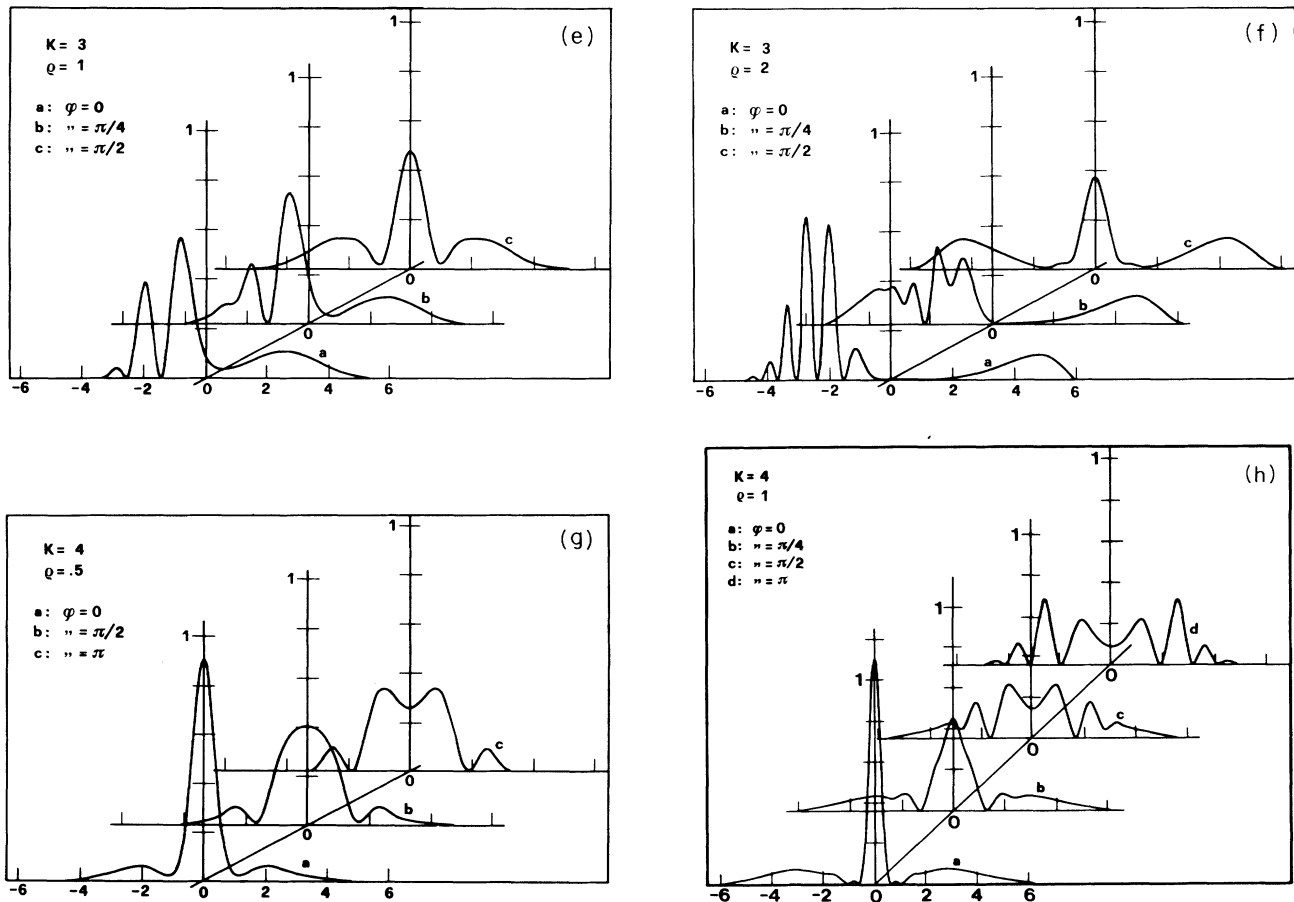 (e)
K = 3
ϱ = 1
a: φ = 0
b: " = π/4
c: " = π/2
1
1
1
c
0
b
0
a
-6 -4 -2 0 2 4 6
(f)
K = 3
ϱ = 2
a: φ = 0
b: " = π/4
c: " = π/2
1
1
1
c
0
b
0
a
-6 -4 -2 0 2 4 6
(g)
K = 4
ϱ = .5
a: φ = 0
b: " = π/2
c: " = π
1
1
1
c
0
b
0
a
-6 -4 -2 0 2 4 6
(h)
K = 4
ϱ = 1
a: φ = 0
b: " = π/4
c: " = π/2
d: " = π
1
1
1
1
d
0
c
0
b
0
a
-6 -4 -2 0 2 4 6